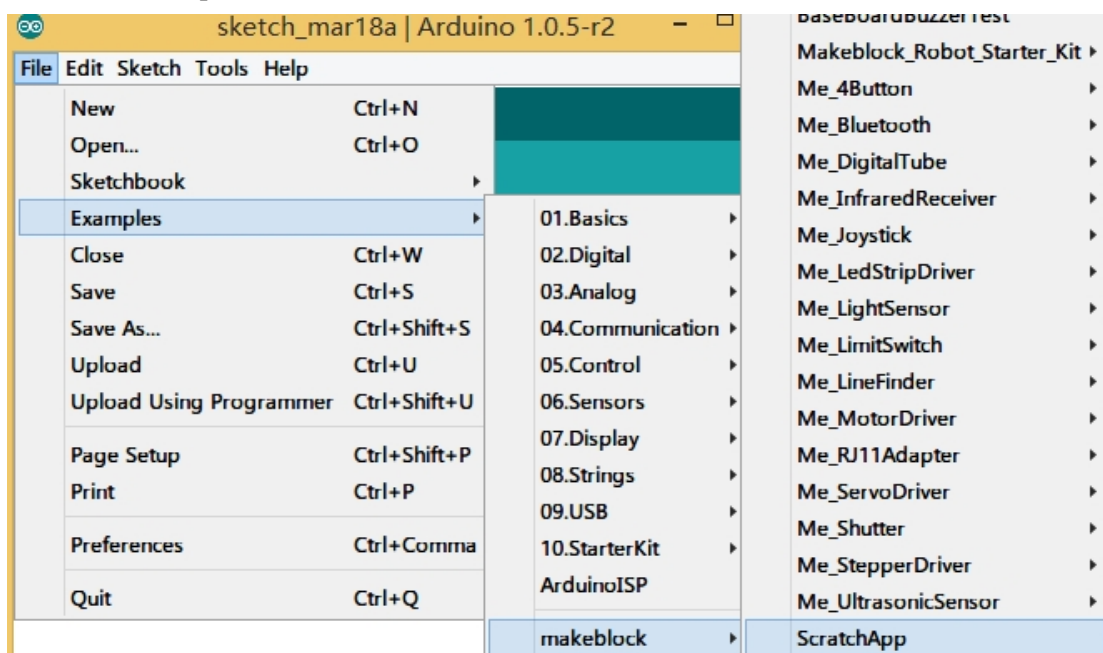 sketch_mar18a | Arduino 1.0.5-r2
File Edit Sketch Tools Help
New Ctrl+N
Open... Ctrl+O
Sketchbook
Examples
Close Ctrl+W
Save Ctrl+S
Save As... Ctrl+Shift+S
Upload Ctrl+U
Upload Using Programmer Ctrl+Shift+U
Page Setup Ctrl+Shift+P
Print Ctrl+P
Preferences Ctrl+Comma
Quit Ctrl+Q
01.Basics
02.Digital
03.Analog
04.Communication
05.Control
06.Sensors
07.Display
08.Strings
09.USB
10.StarterKit
ArduinoISP
makeblock
BaseBoardBuzzerTest
Makeblock_Robot_Starter_Kit
Me_4Button
Me_Bluetooth
Me_DigitalTube
Me_InfraredReceiver
Me_Joystick
Me_LedStripDriver
Me_LightSensor
Me_LimitSwitch
Me_LineFinder
Me_MotorDriver
Me_RJ11Adapter
Me_ServoDriver
Me_Shutter
Me_StepperDriver
Me_UltrasonicSensor
ScratchApp